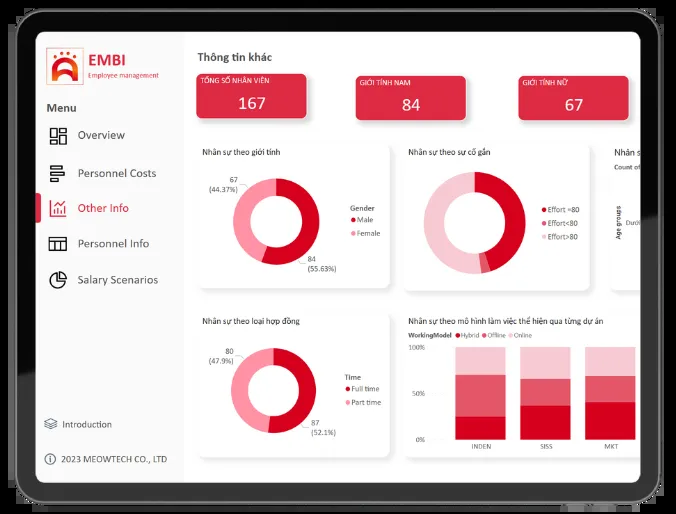 EMBI
Employee management
Menu
Overview
Personnel Costs
Other Info
Personnel Info
Salary Scenarios
Introduction
2023 MEOWTECH CO., LTD
Thông tin khác
TỔNG SỐ NHÂN VIÊN
167
GIỚI TÍNH NAM
84
GIỚI TÍNH NỮ
67
Nhân sự theo giới tính
67
(44.37%)
84
(55.63%)
Gender
Male
Female
Nhân sự theo sự cố gắn
Effort =80
Effort<80
Effort>80
Nhân s
Count of
Age groups
Dưới
Nhân sự theo loại hợp đồng
80
(47.9%)
87
(52.1%)
Time
Full time
Part time
Nhân sự theo mô hình làm việc thể hiện qua từng dự án
WorkingModel Hybrid Offline Online
100%
50%
0%
INDEN SISS MKT